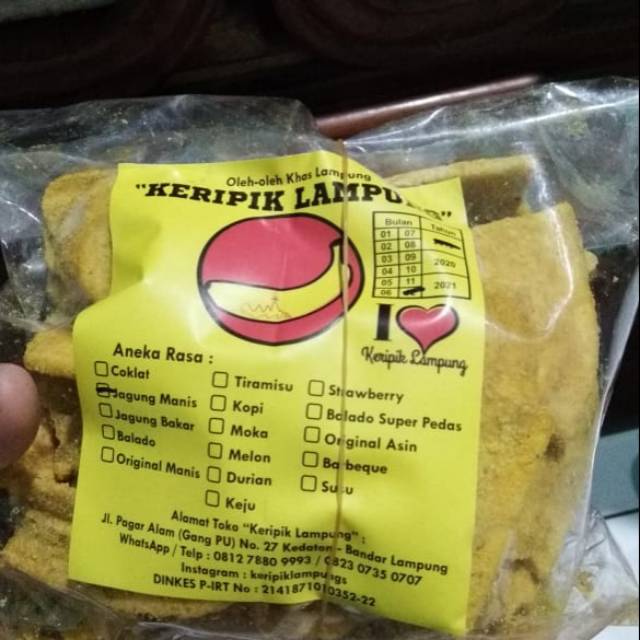 Oleh-oleh Khas Lampung
"KERIPIK LAMPUNG"
Bulan Tahun
01 07
02 08
03 09 2020
04 10
05 11 2021
06
I
Keripik Lampung
Aneka Rasa :
Coklat
Jagung Manis
Jagung Bakar
Balado
Original Manis
Tiramisu
Kopi
Moka
Melon
Durian
Keju
Strawberry
Balado Super Pedas
Original Asin
Barbeque
Susu
Alamat Toko "Keripik Lampung" :
Jl. Pagar Alam (Gang PU) No. 27 Kedaton - Bandar Lampung
WhatsApp / Telp : 0812 7880 9993 / 0823 0735 0707
Instagram : keripiklampungs
DINKES P-IRT No : 2141871010352-22